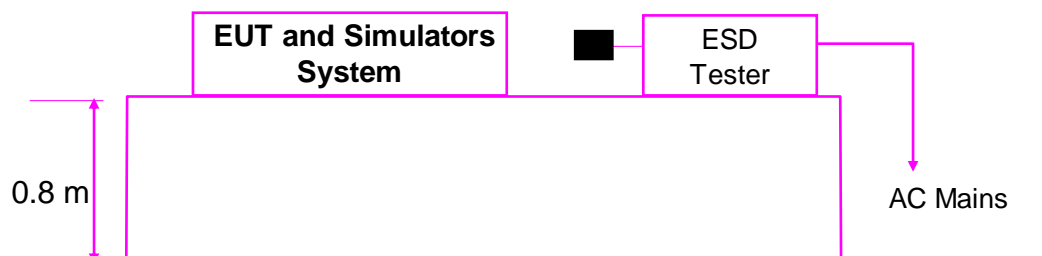 EUT and Simulators
System
ESD
Tester
0.8 m
AC Mains